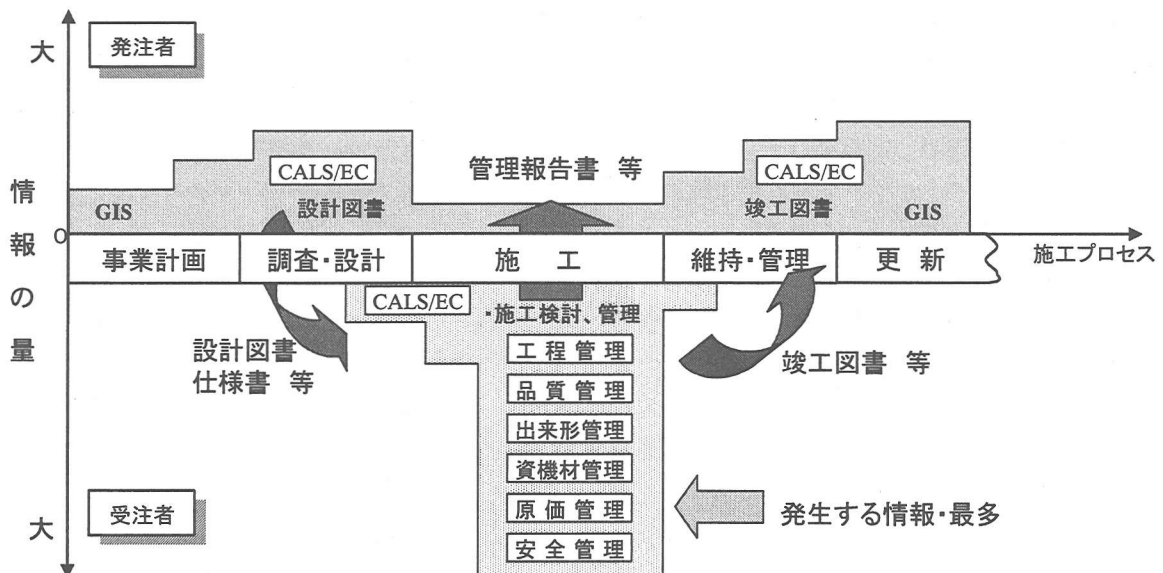 大
発注者
情報の量
CALS/EC
GIS
設計図書
管理報告書 等
CALS/EC
竣工図書
GIS
0
事業計画
調査・設計
施 工
維持・管理
更 新
施工プロセス
CALS/EC
・施工検討、管理
設計図書
仕様書 等
工程管理
品質管理
出来形管理
資機材管理
原価管理
安全管理
竣工図書 等
発生する情報・最多
受注者
大